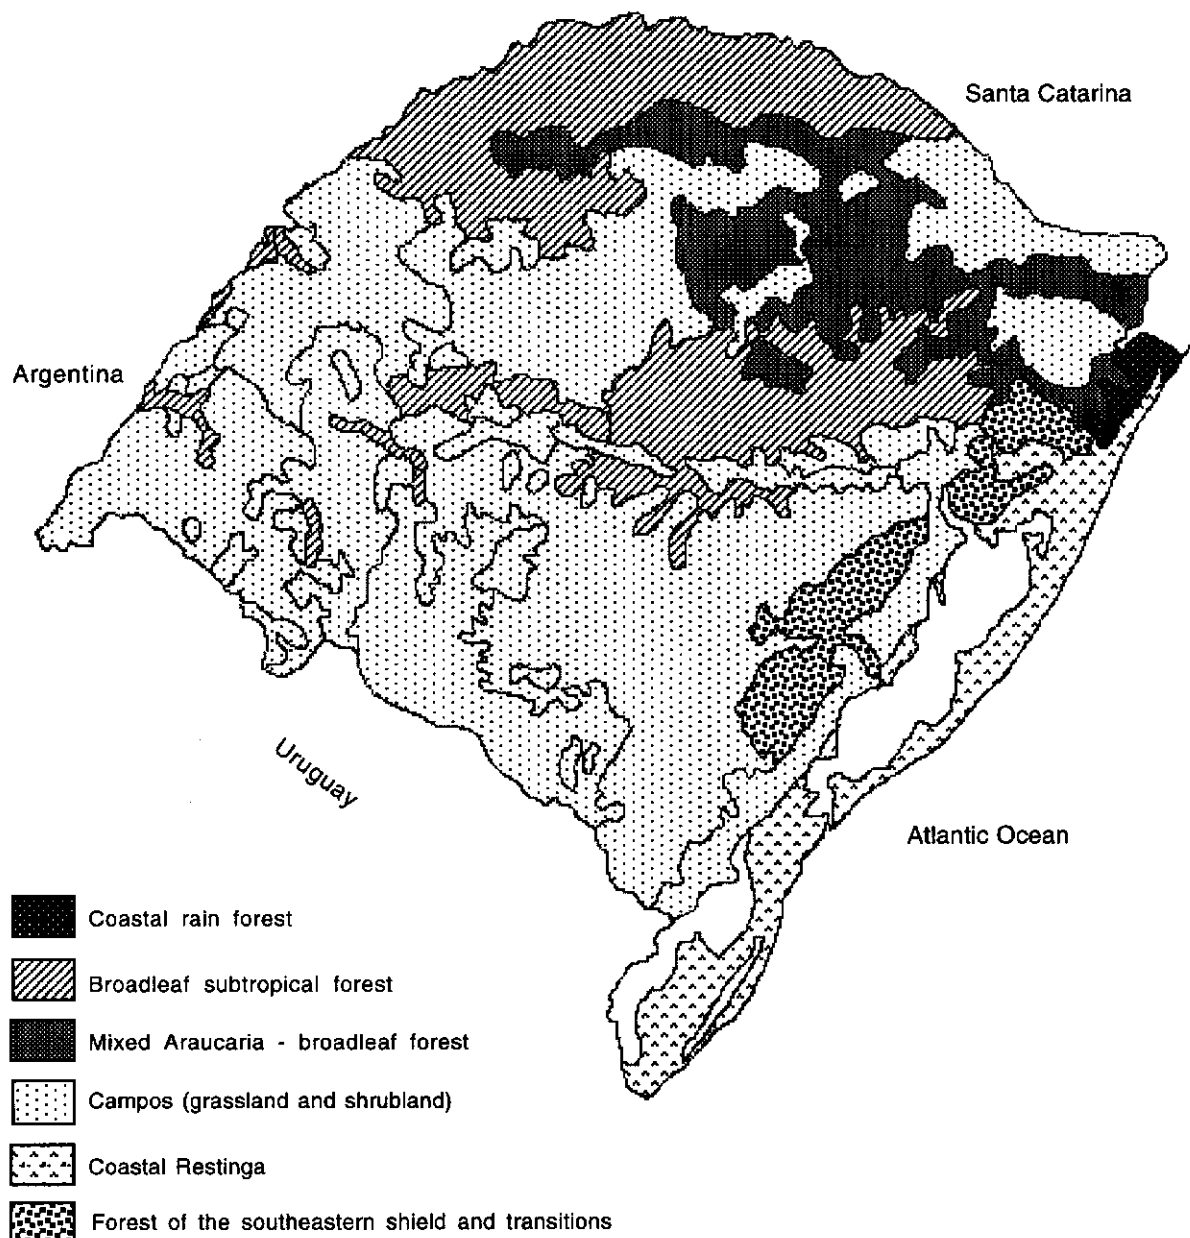 Santa Catarina
Argentina
Uruguay
Atlantic Ocean
Coastal rain forest
Broadleaf subtropical forest
Mixed Araucaria - broadleaf forest
Campos (grassland and shrubland)
Coastal Restinga
Forest of the southeastern shield and transitions